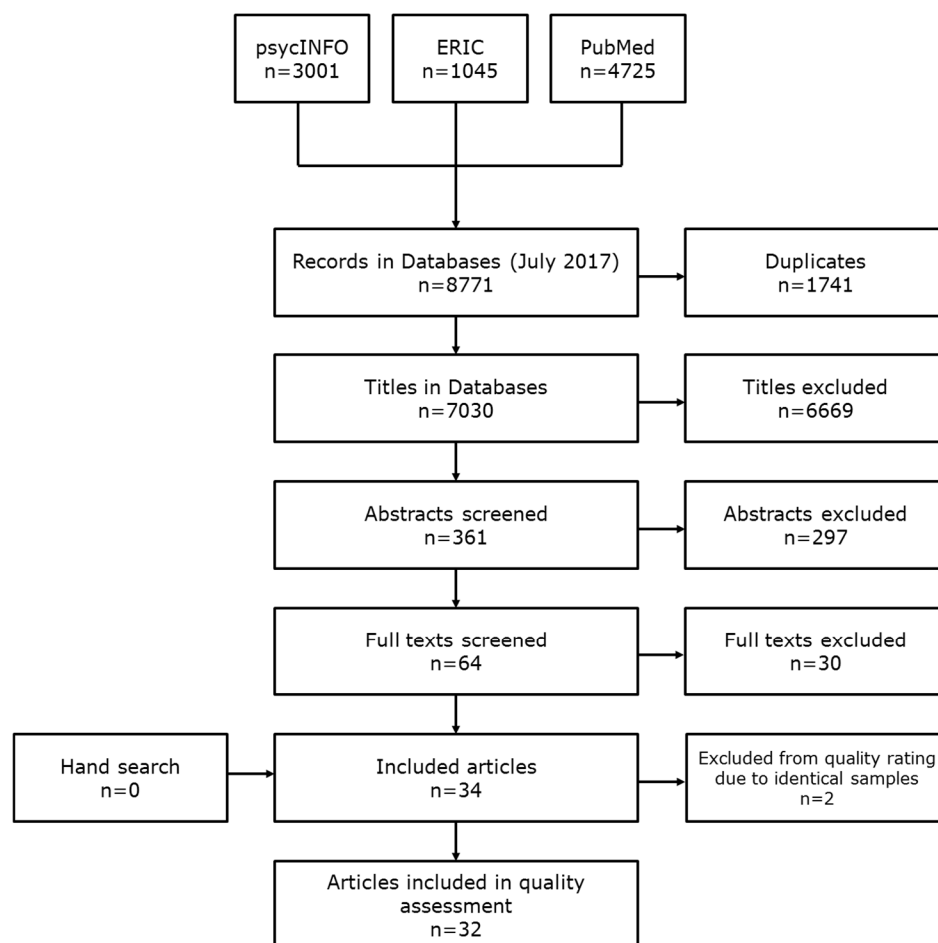 psycINFO
n=3001
ERIC
n=1045
PubMed
n=4725
Records in Databases (July 2017)
n=8771
Duplicates
n=1741
Titles in Databases
n=7030
Titles excluded
n=6669
Abstracts screened
n=361
Abstracts excluded
n=297
Full texts screened
n=64
Full texts excluded
n=30
Hand search
n=0
Included articles
n=34
Excluded from quality rating
due to identical samples
n=2
Articles included in quality
assessment
n=32